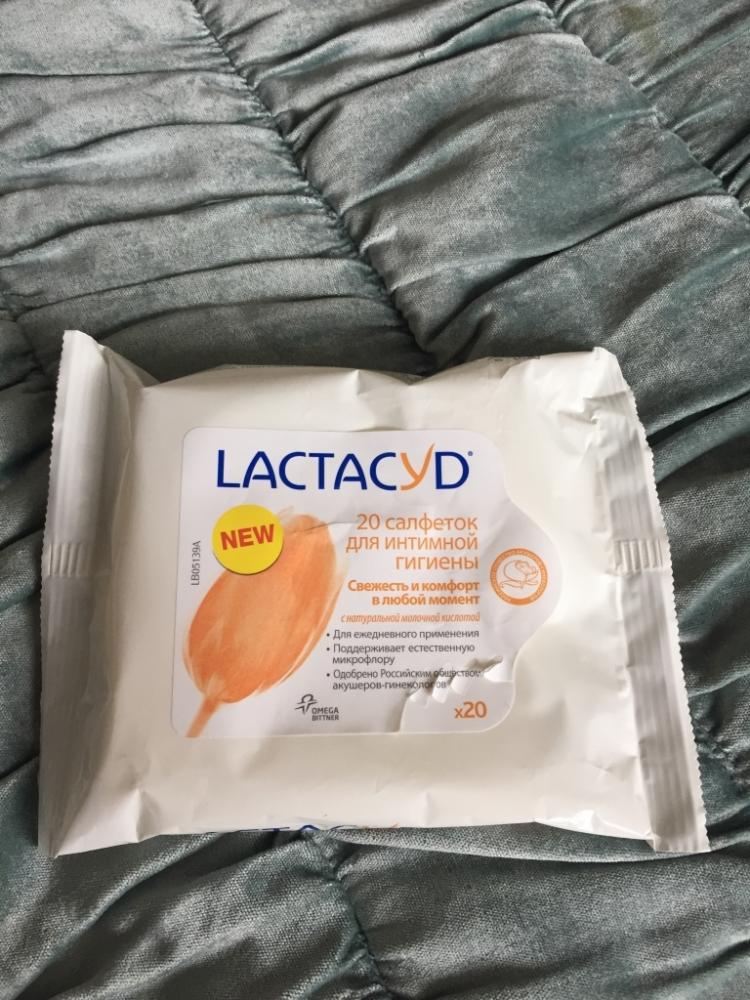 LACTACYD®
NEW
20 салфеток
для интимной
гигиены
Свежесть и комфорт
в любой момент
с натуральной молочной кислотой
• Для ежедневного применения
• Поддерживает естественную
микрофлору
• Одобрено Российским обществом
акушеров-гинекологов
x20
OMEGA
BITTNER
LB05139A